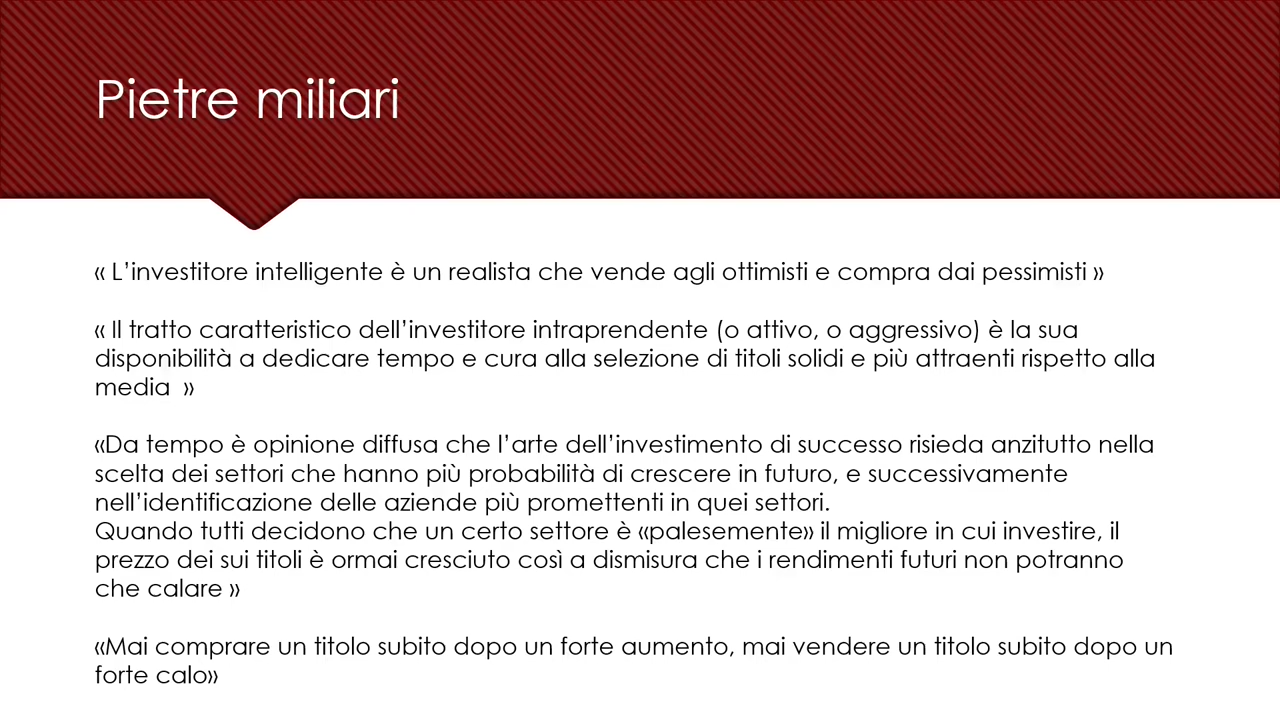 Pietre miliari
« L’investitore intelligente è un realista che vende agli ottimisti e compra dai pessimisti »
« Il tratto caratteristico dell’investitore intraprendente (o attivo, o aggressivo) è la sua
disponibilità a dedicare tempo e cura alla selezione di titoli solidi e più attraenti rispetto alla
media  »
«Da tempo è opinione diffusa che l’arte dell’investimento di successo risieda anzitutto nella
scelta dei settori che hanno più probabilità di crescere in futuro, e successivamente
nell’identificazione delle aziende più promettenti in quei settori.
Quando tutti decidono che un certo settore è «palesemente» il migliore in cui investire, il
prezzo dei sui titoli è ormai cresciuto così a dismisura che i rendimenti futuri non potranno
che calare »
«Mai comprare un titolo subito dopo un forte aumento, mai vendere un titolo subito dopo un
forte calo»